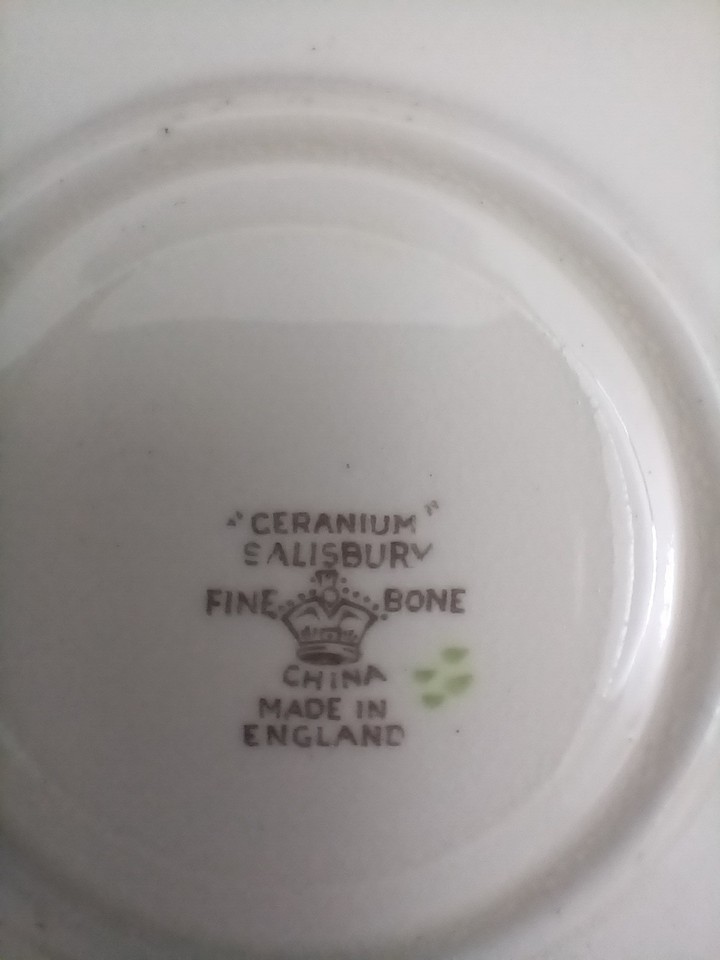 "GERANIUM"
SALISBURY
FINE BONE
CHINA
MADE IN
ENGLAND